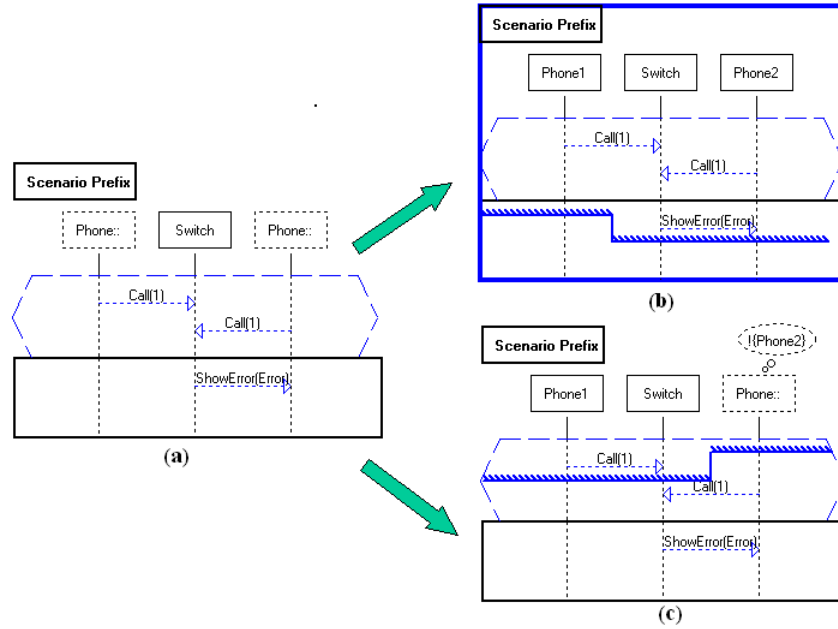 Scenario Prefix
Phone:: Switch Phone::
Call(1)
Call(1)
ShowError(Error)
(a)
Scenario Prefix
Phone1 Switch Phone2
Call(1)
Call(1)
ShowError(Error)
(b)
Scenario Prefix
!{Phone2}
Phone1 Switch Phone::
Call(1)
Call(1)
ShowError(Error)
(c)